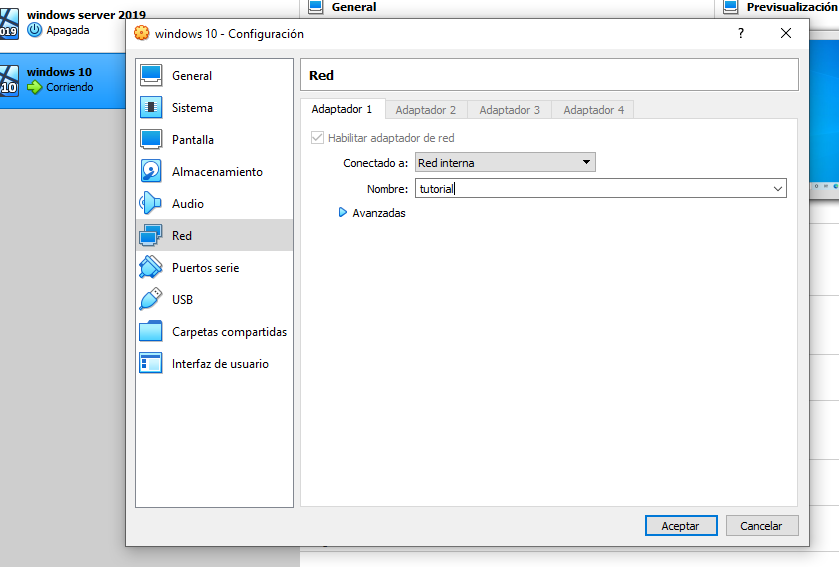 windows server 2019
Apagada
windows 10
Corriendo
General
Previsualización
windows 10 - Configuración
?
General
Sistema
Pantalla
Almacenamiento
Audio
Red
Puertos serie
USB
Carpetas compartidas
Interfaz de usuario
Red
Adaptador 1
Adaptador 2
Adaptador 3
Adaptador 4
Habilitar adaptador de red
Conectado a: Red interna
Nombre: tutorial
Avanzadas
Aceptar
Cancelar
2019
10